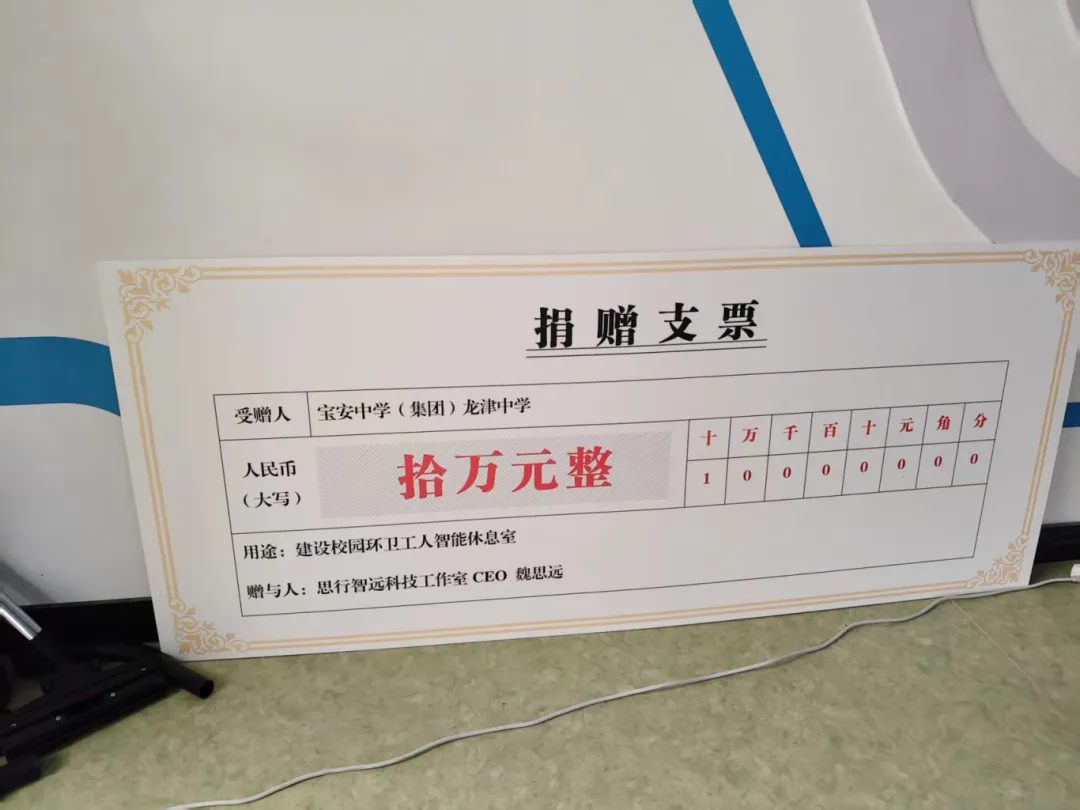 捐赠支票
受赠人 宝安中学（集团）龙津中学
人民币
（大写）
拾万元整
十 万 千 百 十 元 角 分
1 0 0 0 0 0 0 0
用途：建设校园环卫工人智能休息室
赠与人：思行智远科技工作室 CEO 魏思远